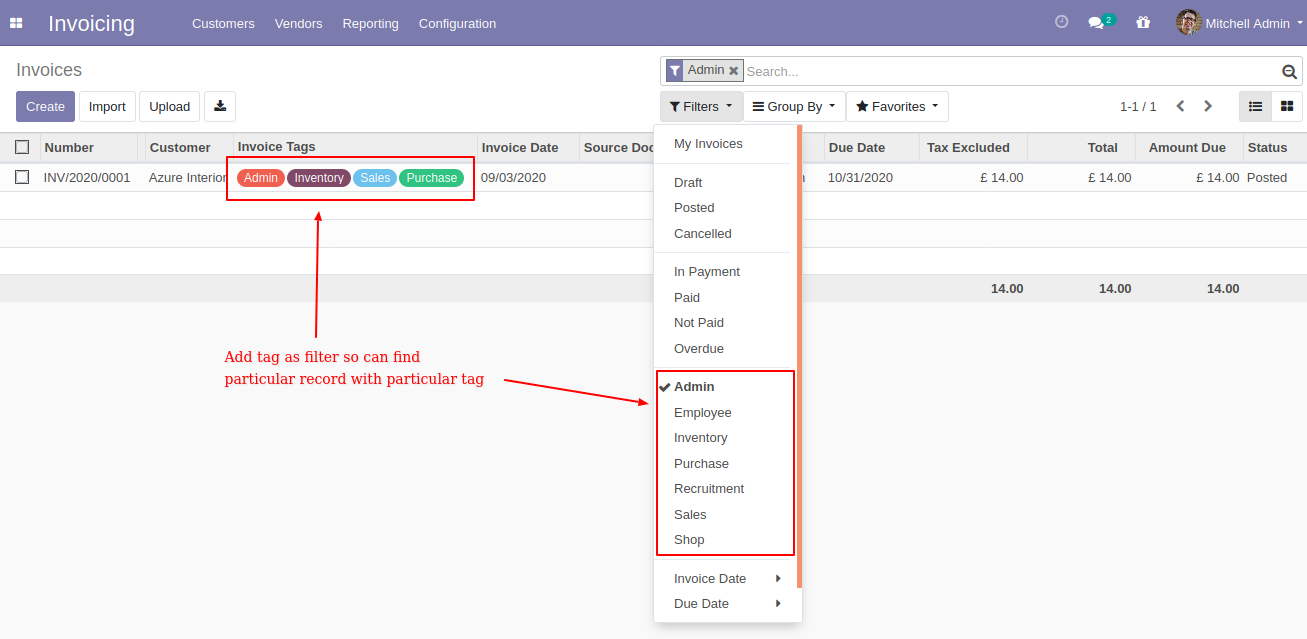 Invoicing Customers Vendors Reporting Configuration 2 Mitchell Admin
Invoices
Admin Search...
Create Import Upload Filters Group By Favorites 1-1 / 1
Number Customer Invoice Tags Invoice Date Source Doc Due Date Tax Excluded Total Amount Due Status
INV/2020/0001 Azure Interior Admin Inventory Sales Purchase 09/03/2020 10/31/2020 £ 14.00 £ 14.00 £ 14.00 Posted
14.00 14.00 14.00
My Invoices
Draft
Posted
Cancelled
In Payment
Paid
Not Paid
Overdue
Admin
Employee
Inventory
Purchase
Recruitment
Sales
Shop
Invoice Date
Due Date
Add tag as filter so can find
particular record with particular tag